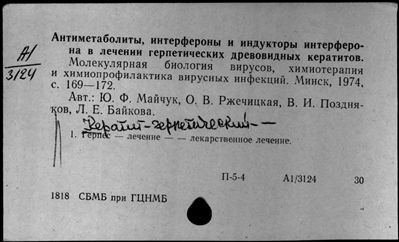 А1
3124
Антиметаболиты, интерфероны и индукторы интерферо-
на в лечении герпетических древовидных кератитов.
Молекулярная биология вирусов, химиотерапия
и химиопрофилактика вирусных инфекций. Минск, 1974,
с. 169—172.
Авт.: Ю. Ф. Майчук, О. В. Ржечицкая, В. И. Поздня-
ков, Л. Е. Байкова.
Кератит-герпетический —
1. Герпес — лечение — — лекарственное лечение.
П-5-4 А1/3124 30
1818 СБМБ при ГЦНМБ